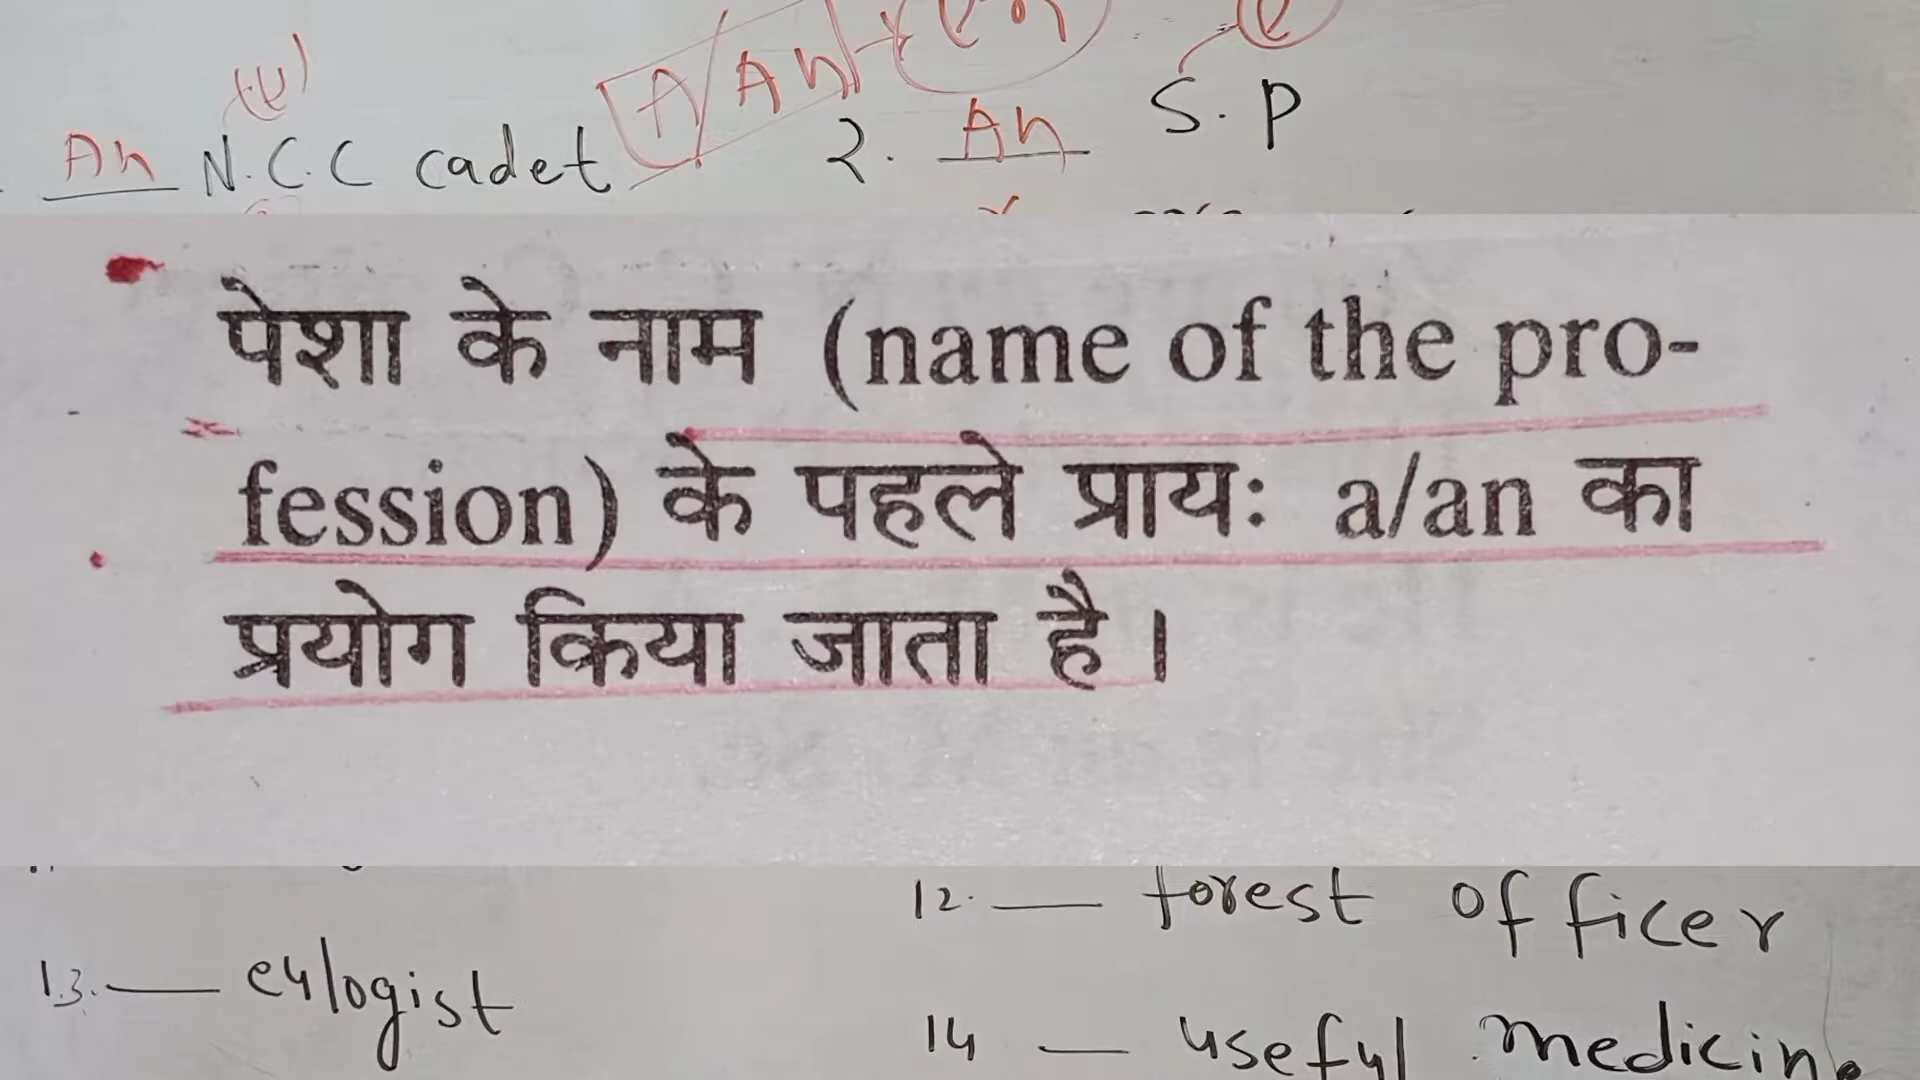 An N.C.C cadet
A/An
2. An S.P
पेशा के नाम (name of the pro-
fession) के पहले प्रायः a/an का
प्रयोग किया जाता है।
12. — forest officer
13. — eulogist
14 — useful medicine